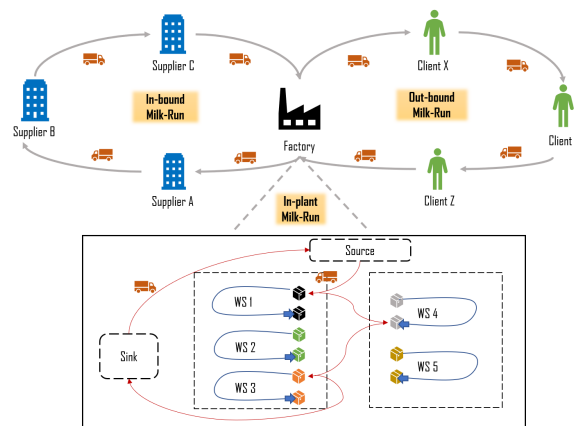 Supplier C
Client X
In-bound
Milk-Run
Out-bound
Milk-Run
Supplier B
Client
Factory
Supplier A
Client Z
In-plant
Milk-Run
Source
WS 1
WS 4
WS 2
Sink
WS 5
WS 3